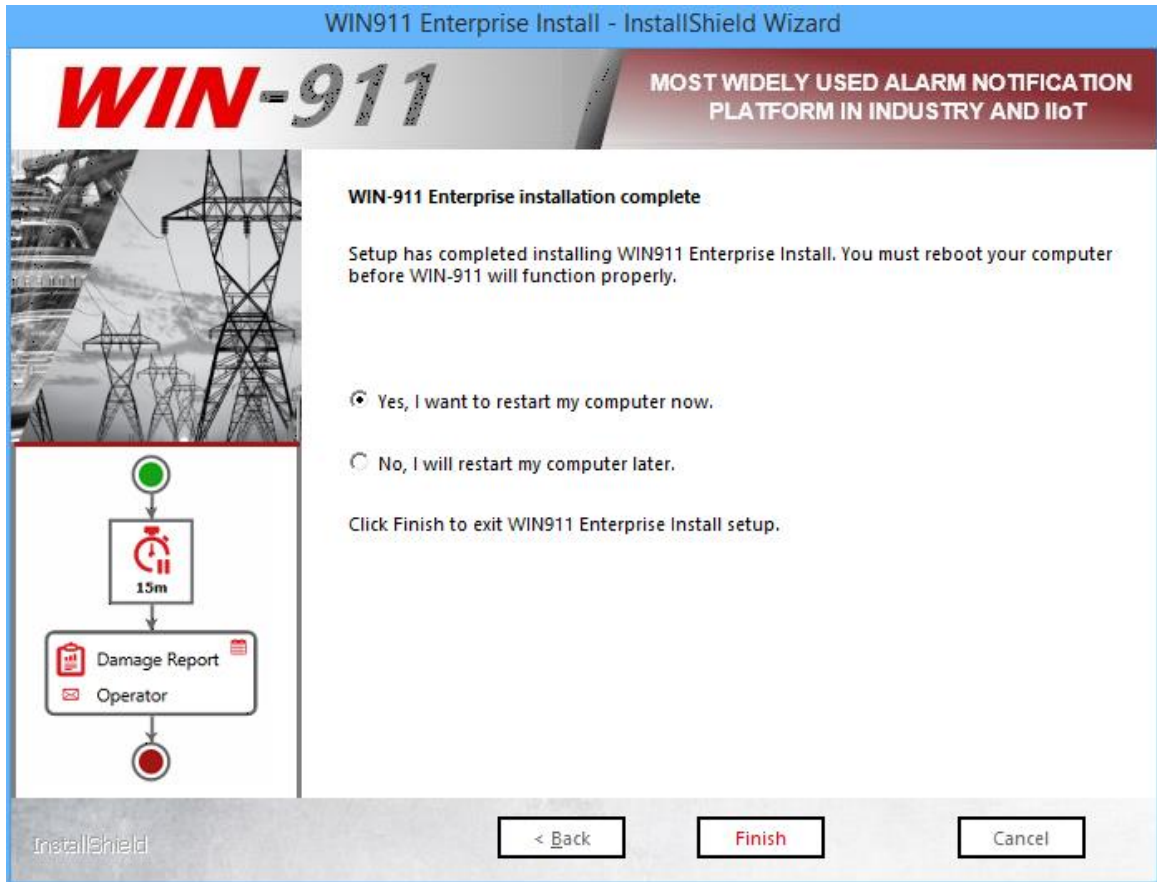 WIN911 Enterprise Install - InstallShield Wizard
WIN-911
MOST WIDELY USED ALARM NOTIFICATION
PLATFORM IN INDUSTRY AND IIoT
WIN-911 Enterprise installation complete
Setup has completed installing WIN911 Enterprise Install. You must reboot your computer
before WIN-911 will function properly.
Yes, I want to restart my computer now.
No, I will restart my computer later.
Click Finish to exit WIN911 Enterprise Install setup.
15m
Damage Report
Operator
InstallShield
< Back
Finish
Cancel